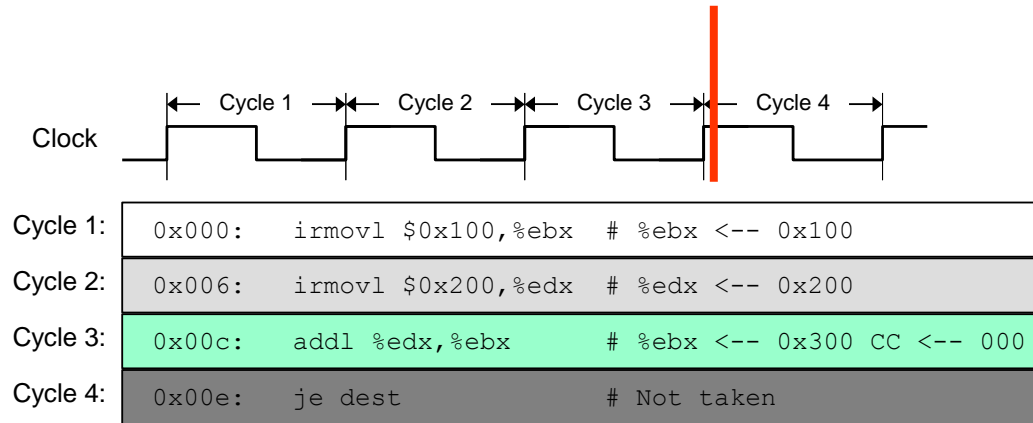 Cycle 1 Cycle 2 Cycle 3 Cycle 4
Clock
Cycle 1: 0x000: irmovl $0x100,%ebx # %ebx <-- 0x100
Cycle 2: 0x006: irmovl $0x200,%edx # %edx <-- 0x200
Cycle 3: 0x00c: addl %edx,%ebx # %ebx <-- 0x300 CC <-- 000
Cycle 4: 0x00e: je dest # Not taken